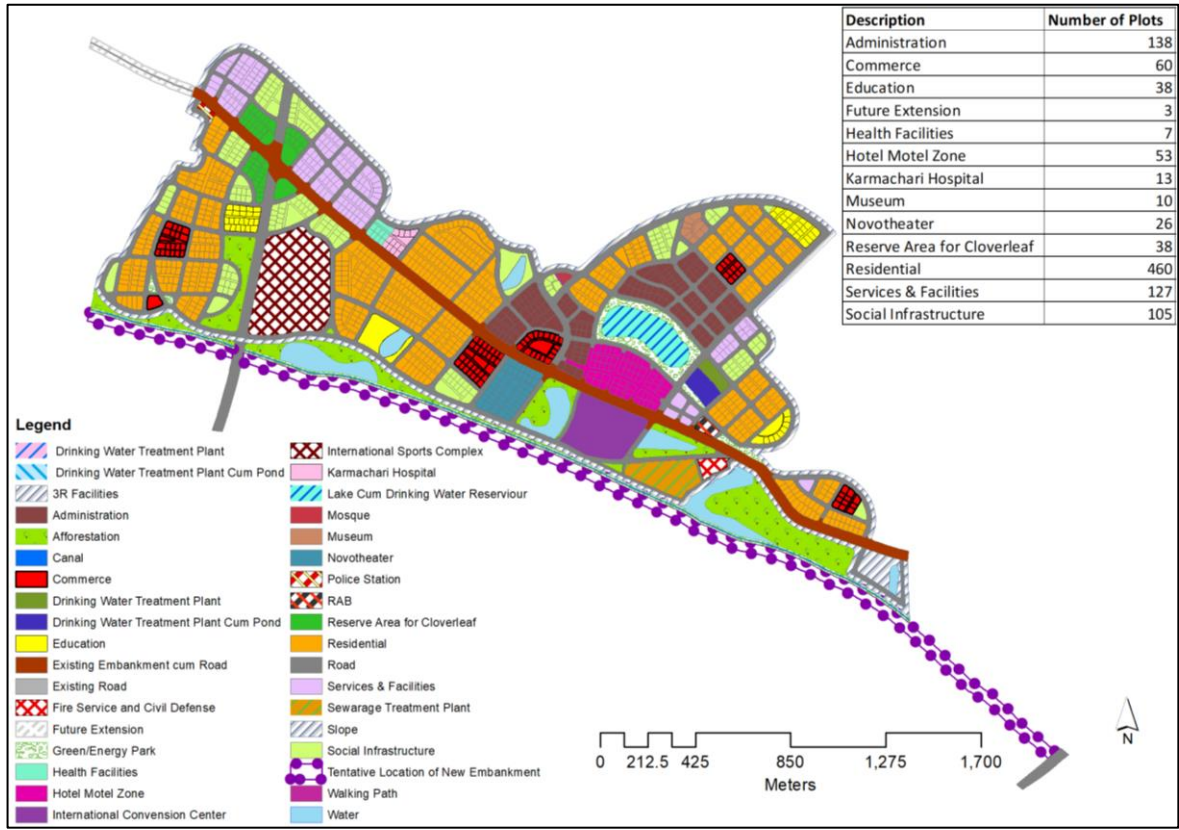 Description Number of Plots
Administration 138
Commerce 60
Education 38
Future Extension 3
Health Facilities 7
Hotel Motel Zone 53
Karmachari Hospital 13
Museum 10
Novotheater 26
Reserve Area for Cloverleaf 38
Residential 460
Services & Facilities 127
Social Infrastructure 105
Legend
Drinking Water Treatment Plant
Drinking Water Treatment Plant Cum Pond
3R Facilities
Administration
Afforestation
Canal
Commerce
Drinking Water Treatment Plant
Drinking Water Treatment Plant Cum Pond
Education
Existing Embankment cum Road
Existing Road
Fire Service and Civil Defense
Future Extension
Green/Energy Park
Health Facilities
Hotel Motel Zone
International Convension Center
International Sports Complex
Karmachari Hospital
Lake Cum Drinking Water Reserviour
Mosque
Museum
Novotheater
Police Station
RAB
Reserve Area for Cloverleaf
Residential
Road
Services & Facilities
Sewarage Treatment Plant
Slope
Social Infrastructure
Tentative Location of New Embankment
Walking Path
Water
0 212.5 425 850 1,275 1,700
Meters
N